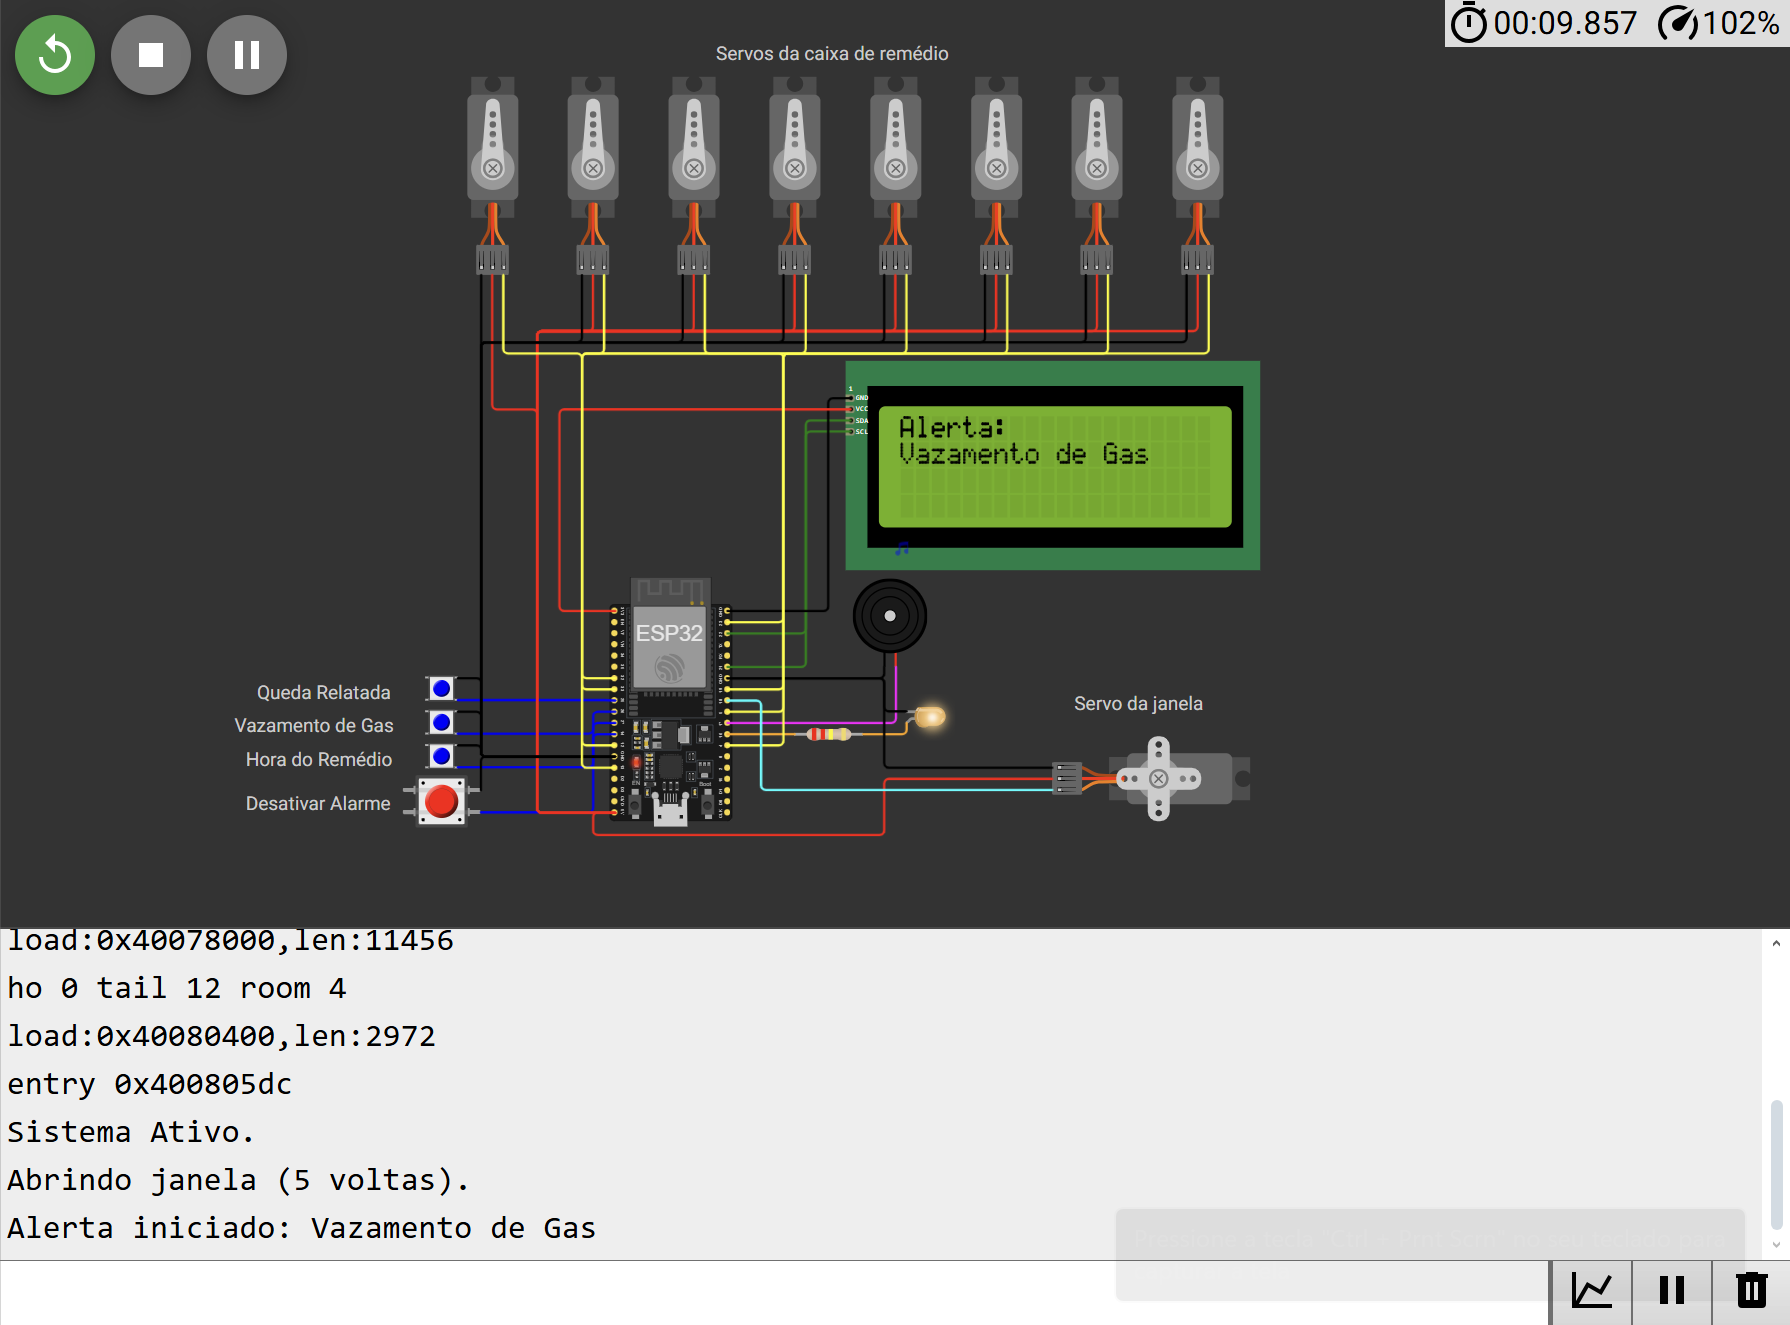 00:09.857 102%
Servos da caixa de remédio
1
GND
VCC
SDA
SCL
Alerta:
Vazamento de Gas
ESP32
Queda Relatada
Vazamento de Gas
Hora do Remédio
Desativar Alarme
Servo da janela
load:0x40078000,len:11456
ho 0 tail 12 room 4
load:0x40080400,len:2972
entry 0x400805dc
Sistema Ativo.
Abrindo janela (5 voltas).
Alerta iniciado: Vazamento de Gas